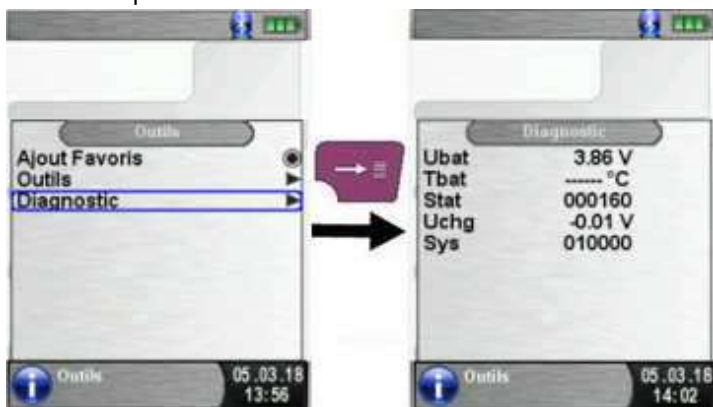 Outils
Ajout Favoris
Outils
Diagnostic
Outils
05.03.18
13:56
Diagnostic
Ubat 3.86 V
Tbat ------ °C
Stat 000160
Uchg -0.01 V
Sys 010000
Outils
05.03.18
14:02